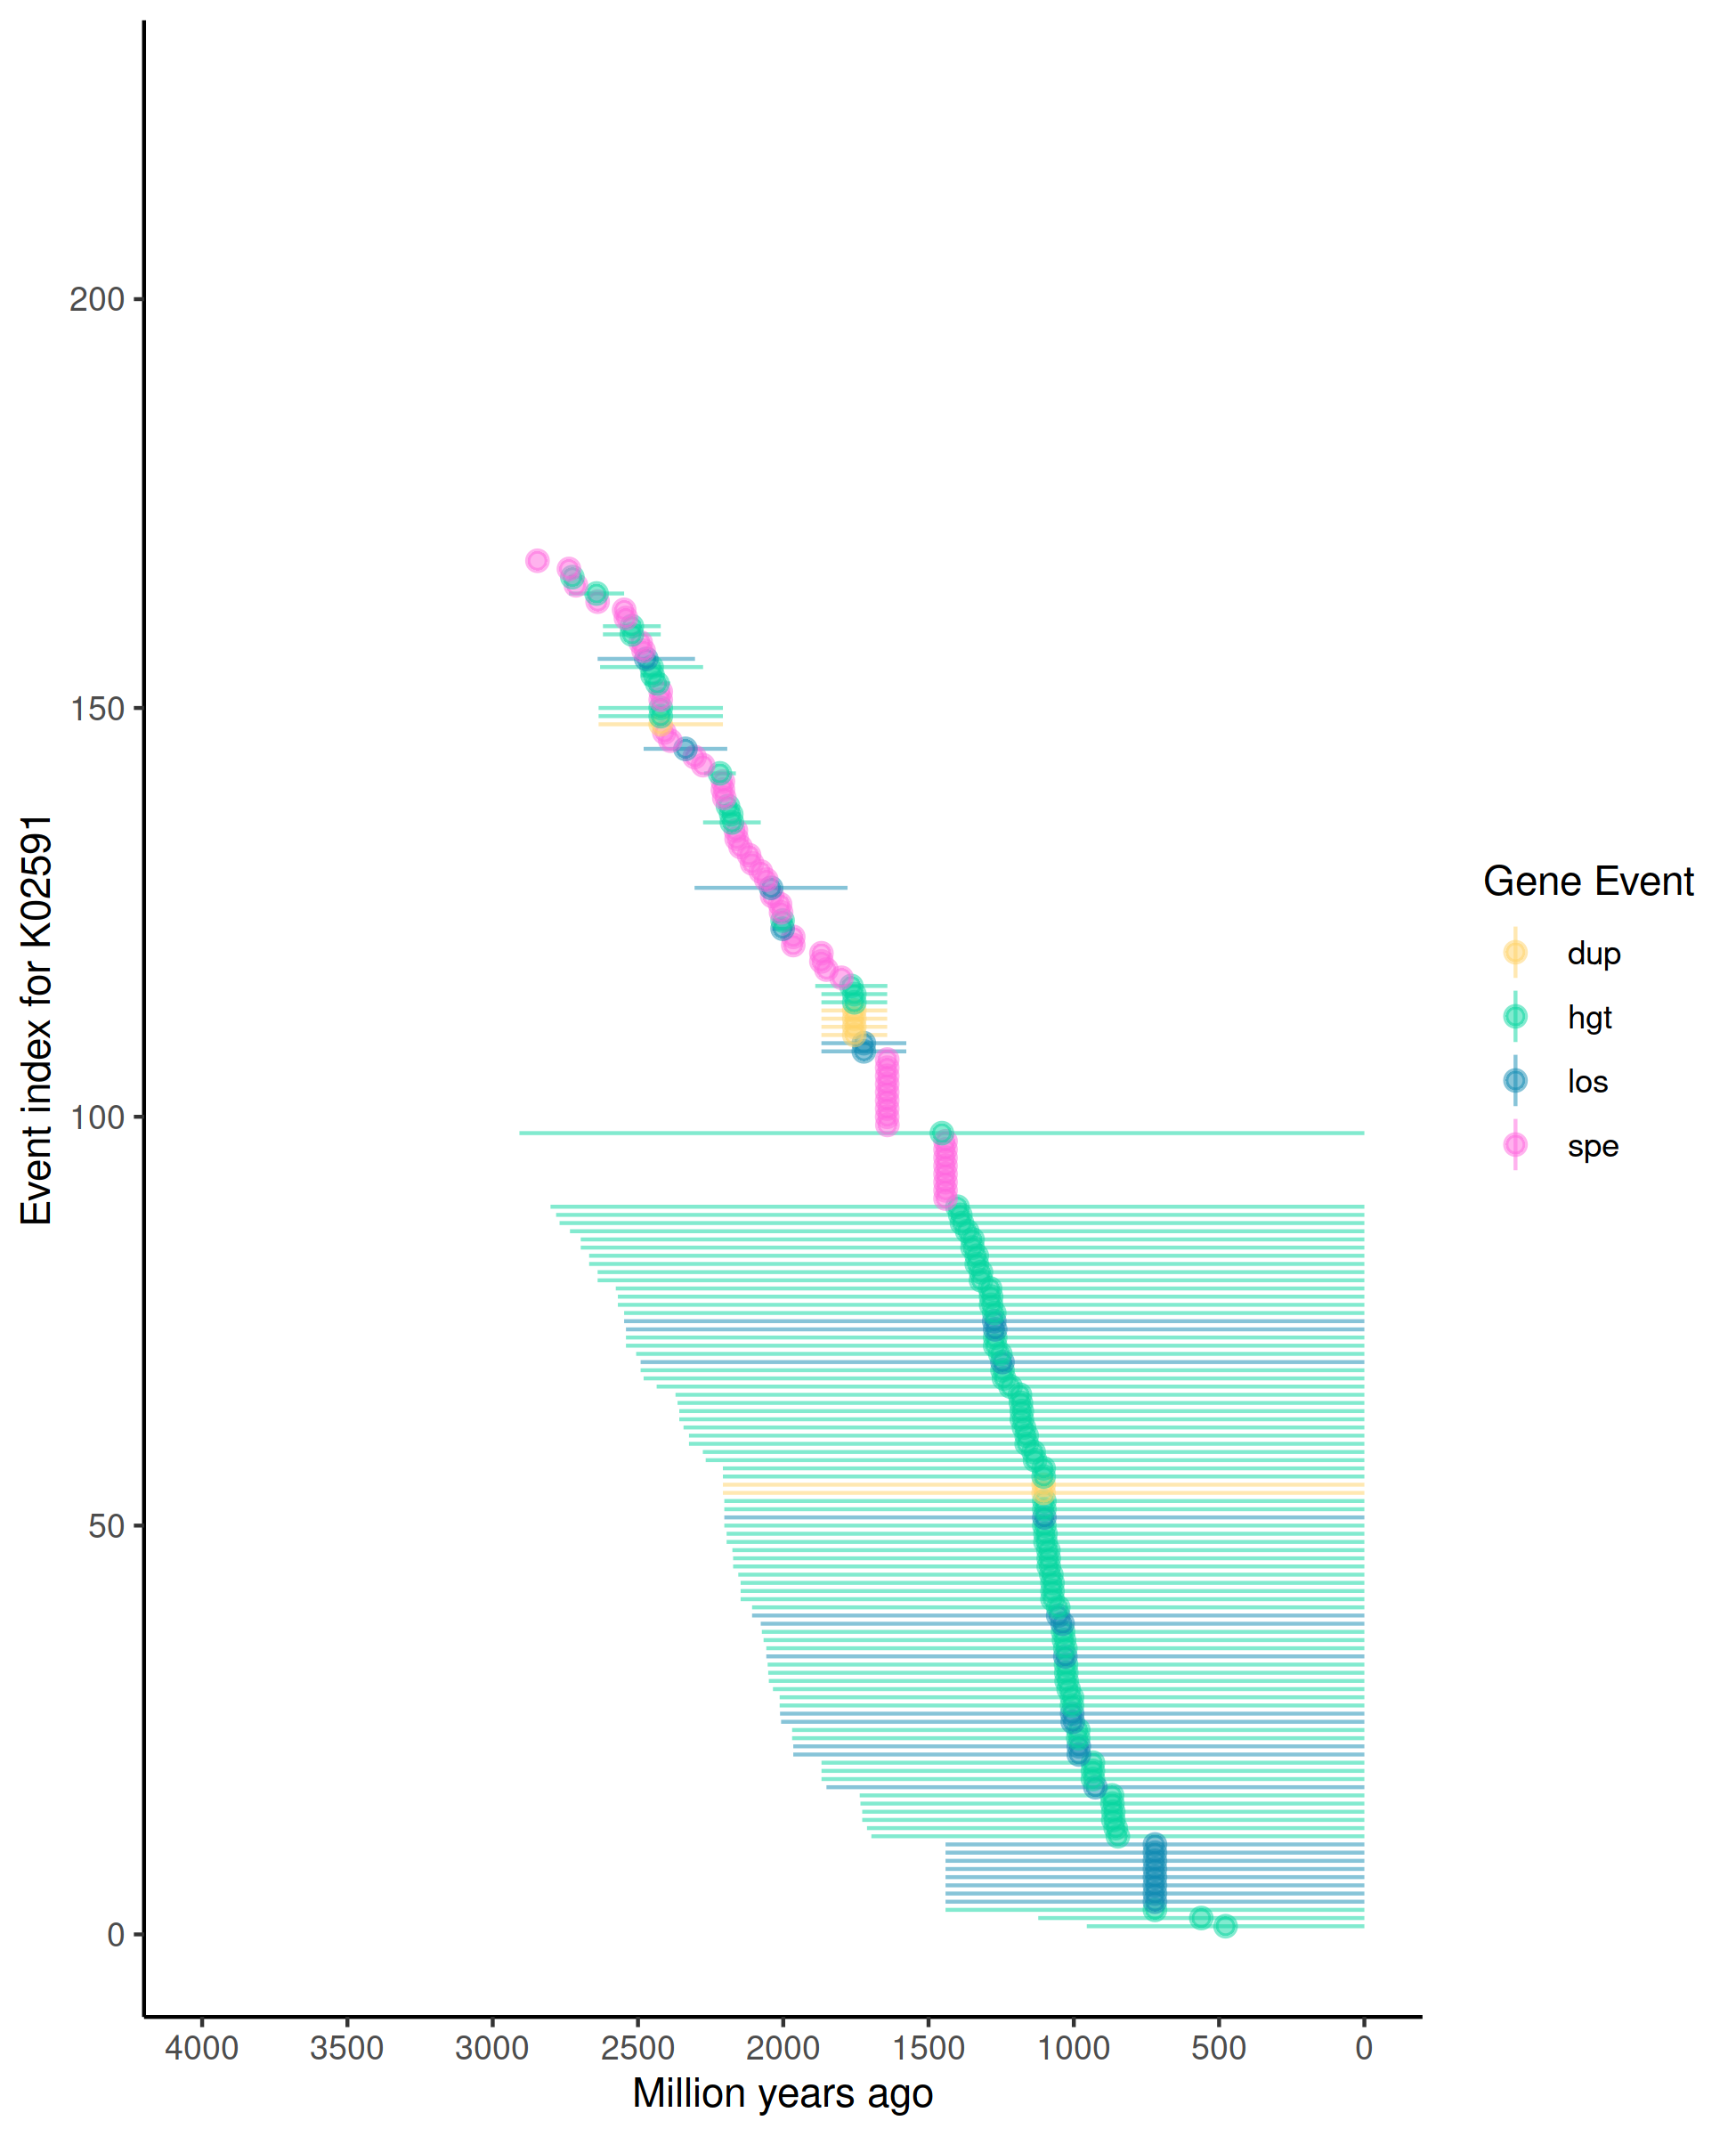 Event index for K02591
200
150
100
50
0
4000 3500 3000 2500 2000 1500 1000 500 0
Million years ago
Gene Event
dup
hgt
los
spe